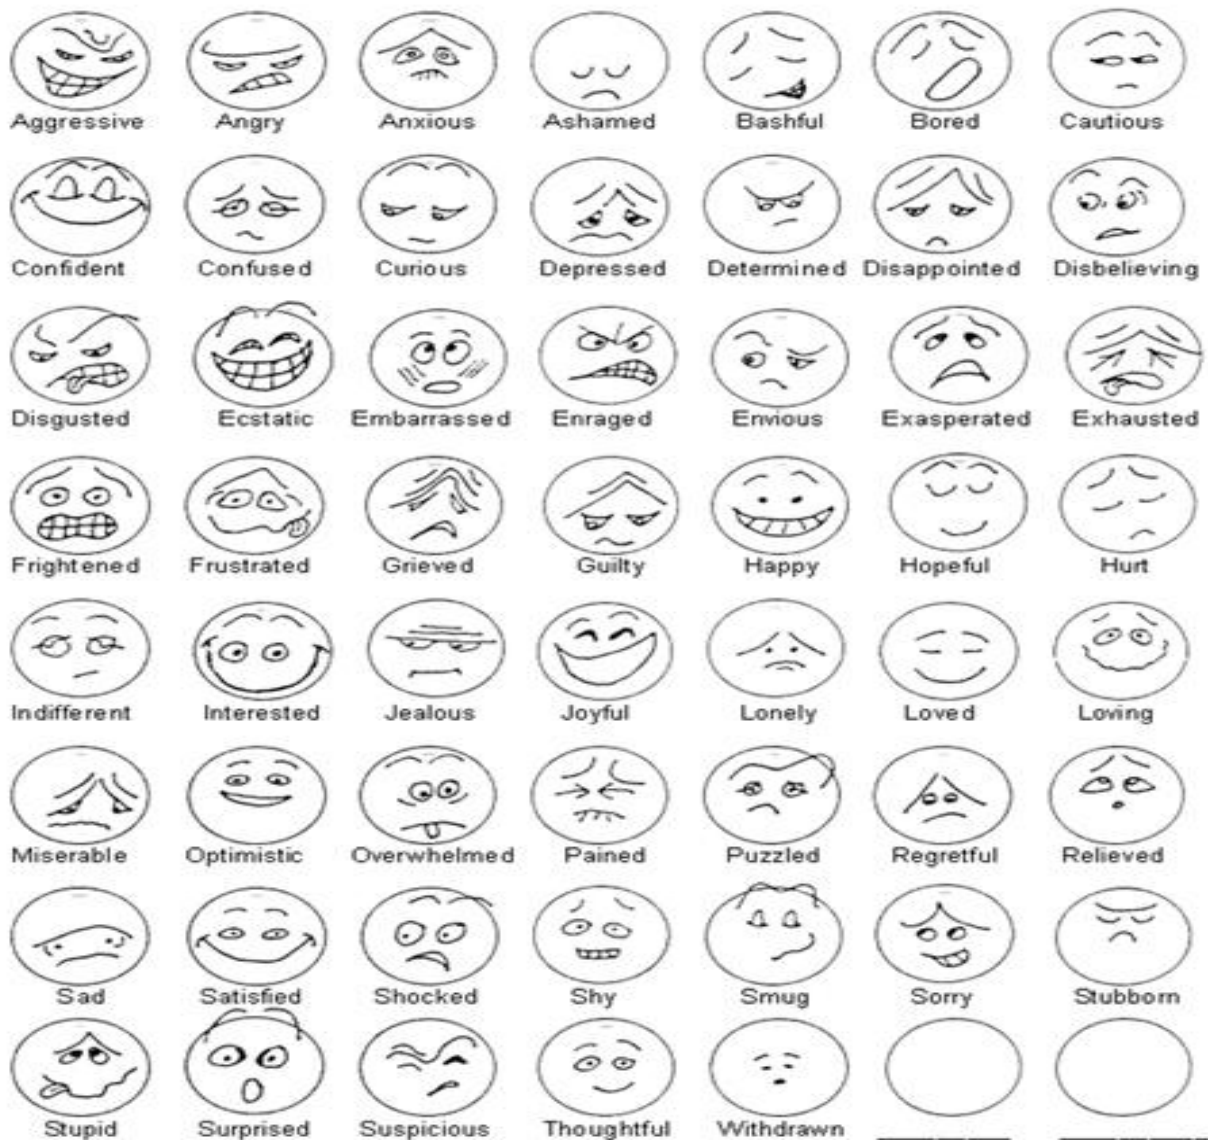 Aggressive Angry Anxious Ashamed Bashful Bored Cautious
Confident Confused Curious Depressed Determined Disappointed Disbelieving
Disgusted Ecstatic Embarrassed Enraged Envious Exasperated Exhausted
Frightened Frustrated Grieved Guilty Happy Hopeful Hurt
Indifferent Interested Jealous Joyful Lonely Loved Loving
Miserable Optimistic Overwhelmed Pained Puzzled Regretful Relieved
Sad Satisfied Shocked Shy Smug Sorry Stubborn
Stupid Surprised Suspicious Thoughtful Withdrawn